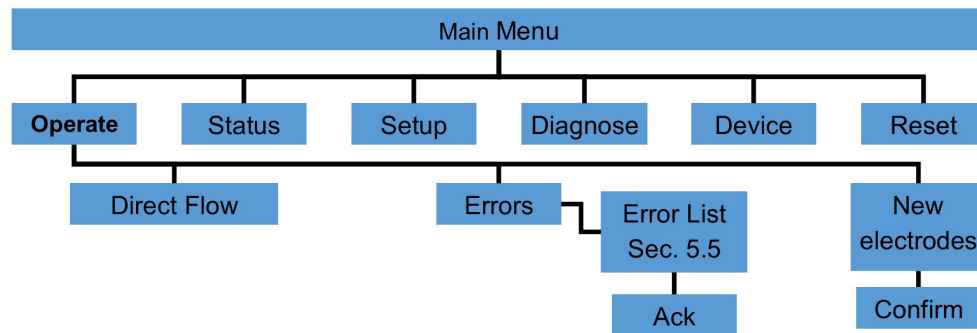 Main Menu
Operate
Status
Setup
Diagnose
Device
Reset
Direct Flow
Errors
Error List
Sec. 5.5
Ack
New
electrodes
Confirm